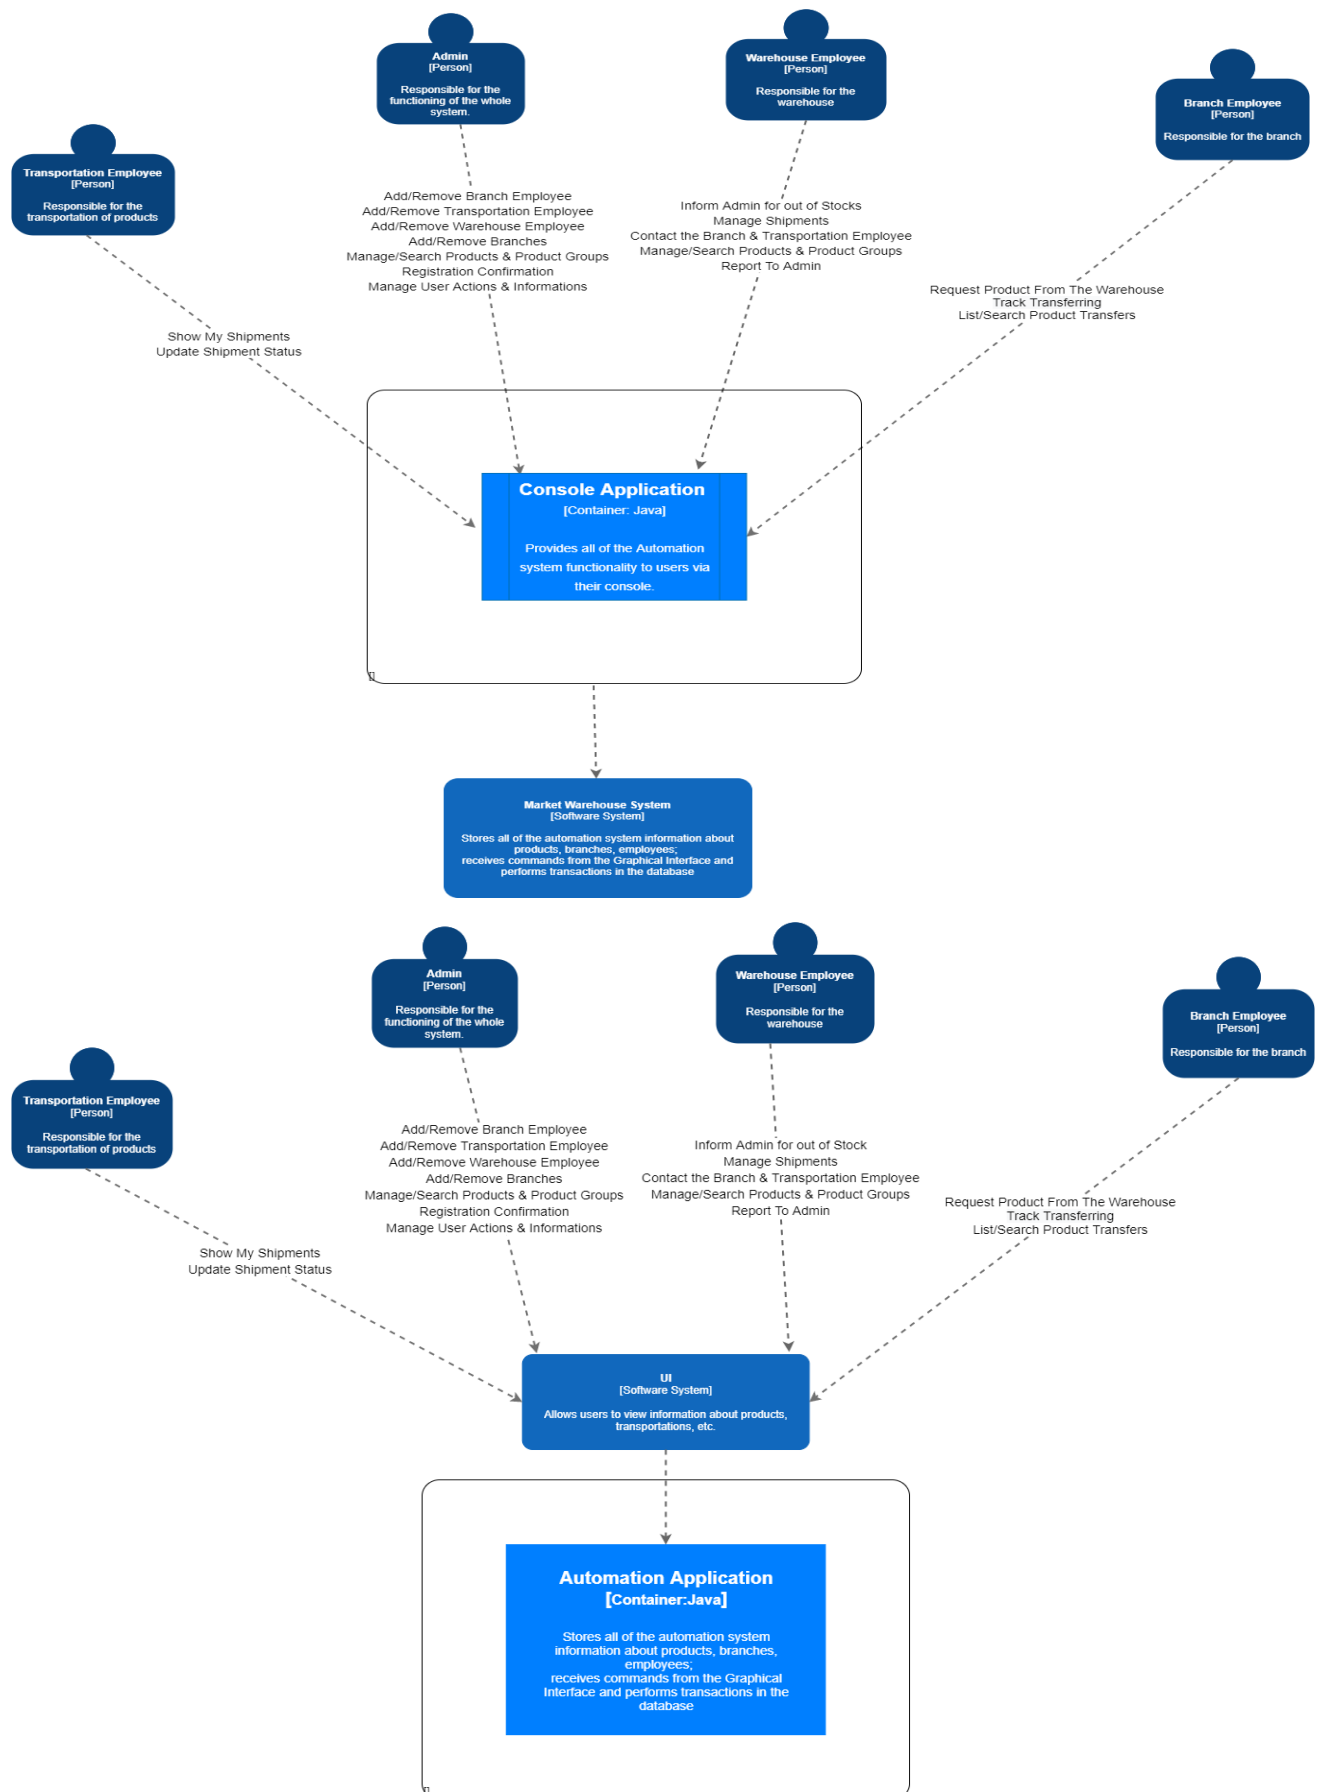 Admin
[Person]
Responsible for the
functioning of the whole
system.
Warehouse Employee
[Person]
Responsible for the
warehouse
Branch Employee
[Person]
Responsible for the branch
Transportation Employee
[Person]
Responsible for the
transportation of products
Add/Remove Branch Employee
Add/Remove Transportation Employee
Add/Remove Warehouse Employee
Add/Remove Branches
Manage/Search Products & Product Groups
Registration Confirmation
Manage User Actions & Informations
Inform Admin for out of Stocks
Manage Shipments
Contact the Branch & Transportation Employee
Manage/Search Products & Product Groups
Report To Admin
Request Product From The Warehouse
Track Transferring
List/Search Product Transfers
Show My Shipments
Update Shipment Status
Console Application
[Container: Java]
Provides all of the Automation
system functionality to users via
their console.
[]
Market Warehouse System
[Software System]
Stores all of the automation system information about
products, branches, employees;
receives commands from the Graphical Interface and
performs transactions in the database
Admin
[Person]
Responsible for the
functioning of the whole
system.
Warehouse Employee
[Person]
Responsible for the
warehouse
Branch Employee
[Person]
Responsible for the branch
Transportation Employee
[Person]
Responsible for the
transportation of products
Add/Remove Branch Employee
Add/Remove Transportation Employee
Add/Remove Warehouse Employee
Add/Remove Branches
Manage/Search Products & Product Groups
Registration Confirmation
Manage User Actions & Informations
Inform Admin for out of Stock
Manage Shipments
Contact the Branch & Transportation Employee
Manage/Search Products & Product Groups
Report To Admin
Request Product From The Warehouse
Track Transferring
List/Search Product Transfers
Show My Shipments
Update Shipment Status
UI
[Software System]
Allows users to view information about products,
transportations, etc.
Automation Application
[Container:Java]
Stores all of the automation system
information about products, branches,
employees;
receives commands from the Graphical
Interface and performs transactions in the
database
[]